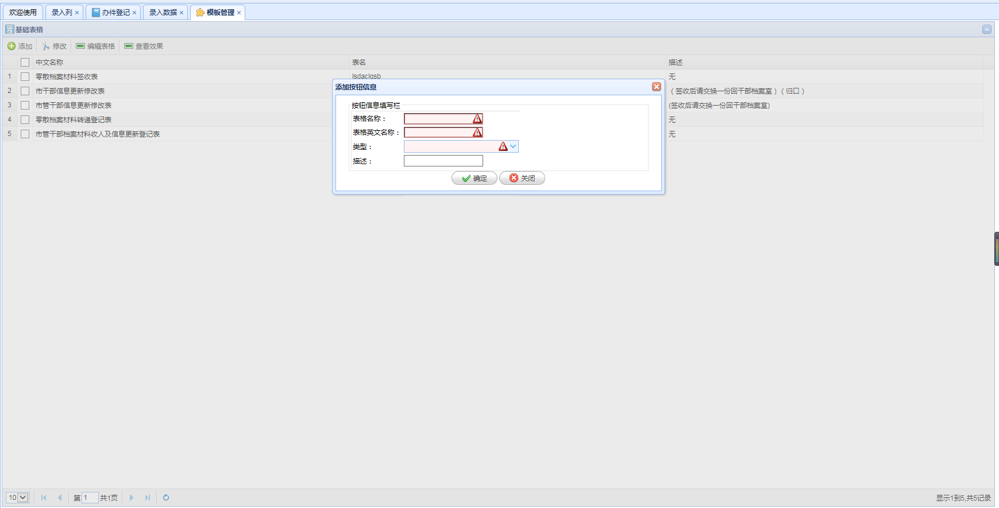 欢迎使用 录入列 × 办件登记 × 录入数据 × 模板管理 ×
基础表格
添加 修改 编辑表格 查看效果
中文名称 表名 描述
1 零散档案材料签收表 lsdaclqsb 无
2 市干部信息更新修改表 （签收后请交换一份回干部档案室）（归口）
3 市管干部信息更新修改表 (签收后请交换一份回干部档案室)
4 零散档案材料转递登记表 无
5 市管干部档案材料收人及信息更新登记表 无
添加按钮信息
按钮信息填写栏
表格名称：
表格英文名称：
类型：
描述：
确定 关闭
10 第 1 共1页 显示1到5,共5记录